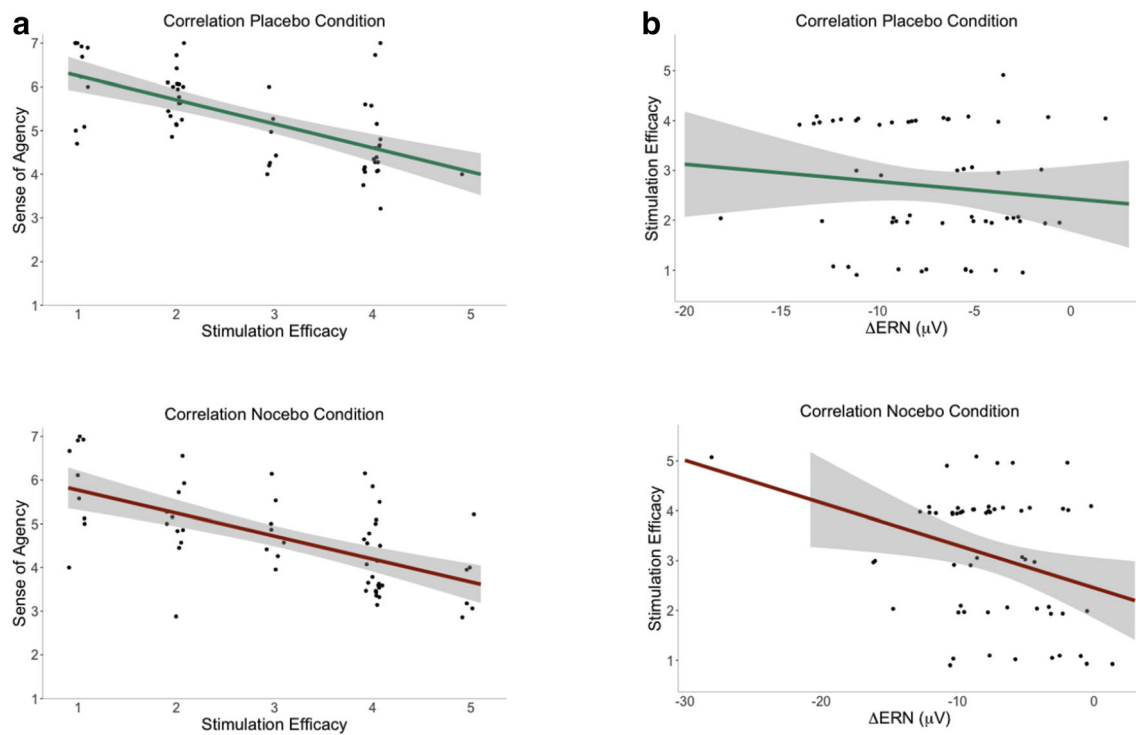 a
Correlation Placebo Condition
7
6
5
4
3
2
1
Sense of Agency
1 2 3 4 5
Stimulation Efficacy
b
Correlation Placebo Condition
5
4
3
2
1
Stimulation Efficacy
-20 -15 -10 -5 0
ΔERN (µV)
Correlation Nocebo Condition
7
6
5
4
3
2
1
Sense of Agency
1 2 3 4 5
Stimulation Efficacy
Correlation Nocebo Condition
5
4
3
2
1
Stimulation Efficacy
-30 -20 -10 0
ΔERN (µV)